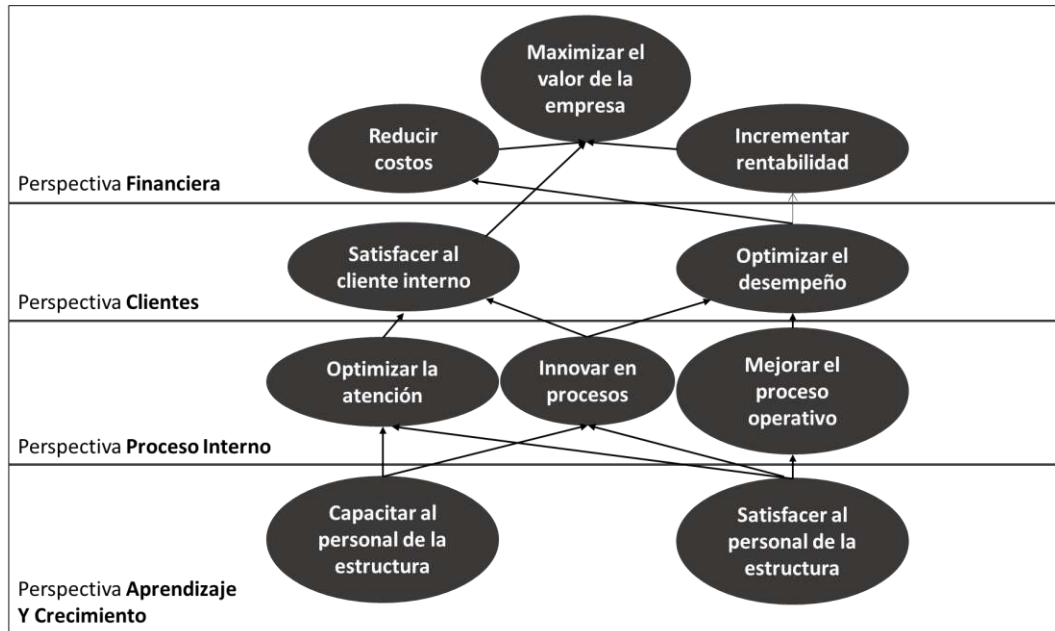 Maximizar el
valor de la
empresa
Reducir
costos
Incrementar
rentabilidad
Perspectiva Financiera
Satisfacer al
cliente interno
Optimizar el
desempeño
Perspectiva Clientes
Optimizar la
atención
Innovar en
procesos
Mejorar el
proceso
operativo
Perspectiva Proceso Interno
Capacitar al
personal de la
estructura
Satisfacer al
personal de la
estructura
Perspectiva Aprendizaje
Y Crecimiento